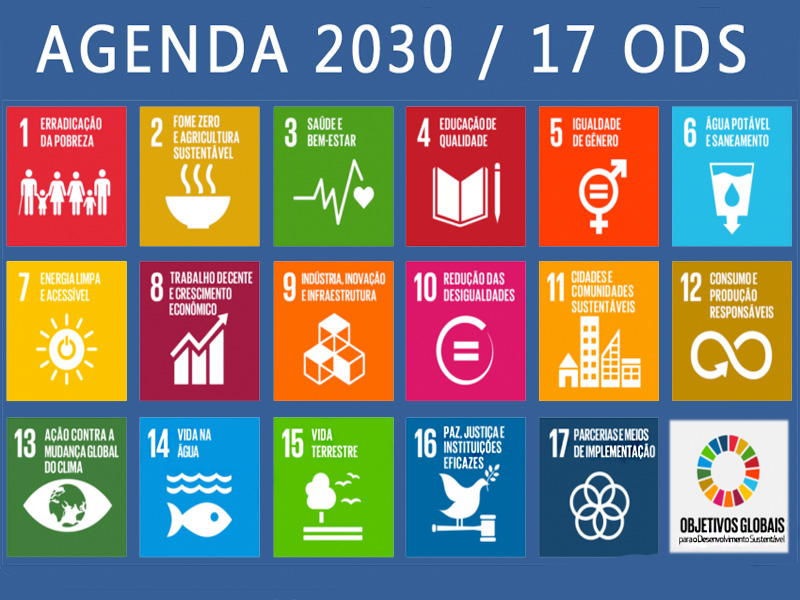 AGENDA 2030 / 17 ODS
1 ERRADICAÇÃO
DA POBREZA
2 FOME ZERO
E AGRICULTURA
SUSTENTÁVEL
3 SAÚDE E
BEM-ESTAR
4 EDUCAÇÃO DE
QUALIDADE
5 IGUALDADE
DE GÊNERO
6 ÁGUA POTÁVEL
E SANEAMENTO
7 ENERGIA LIMPA
E ACESSÍVEL
8 TRABALHO DECENTE
E CRESCIMENTO
ECONÔMICO
9 INDÚSTRIA, INOVAÇÃO
E INFRAESTRUTURA
10 REDUÇÃO DAS
DESIGUALDADES
11 CIDADES E
COMUNIDADES
SUSTENTÁVEIS
12 CONSUMO E
PRODUÇÃO
RESPONSÁVEIS
13 AÇÃO CONTRA A
MUDANÇA GLOBAL
DO CLIMA
14 VIDA NA
ÁGUA
15 VIDA
TERRESTRE
16 PAZ, JUSTIÇA E
INSTITUIÇÕES
EFICAZES
17 PARCERIAS E MEIOS
DE IMPLEMENTAÇÃO
OBJETIVOS GLOBAIS
para o Desenvolvimento Sustentável